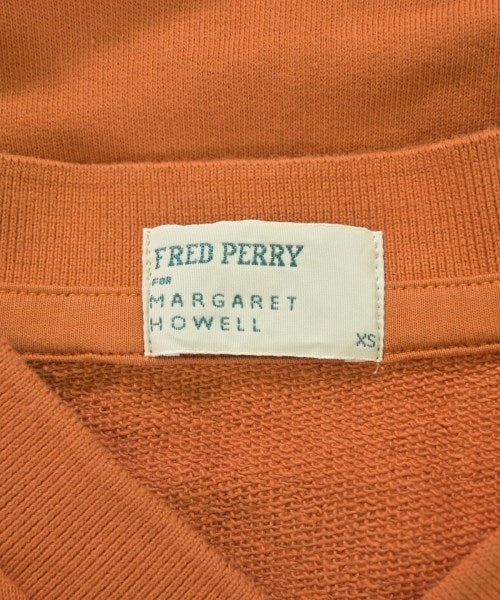 FRED PERRY
FOR
MARGARET
HOWELL
XS